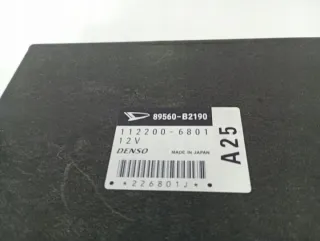 89560-B2190
112200-6801
12V
DENSO MADE IN JAPAN
A25
*226801J*